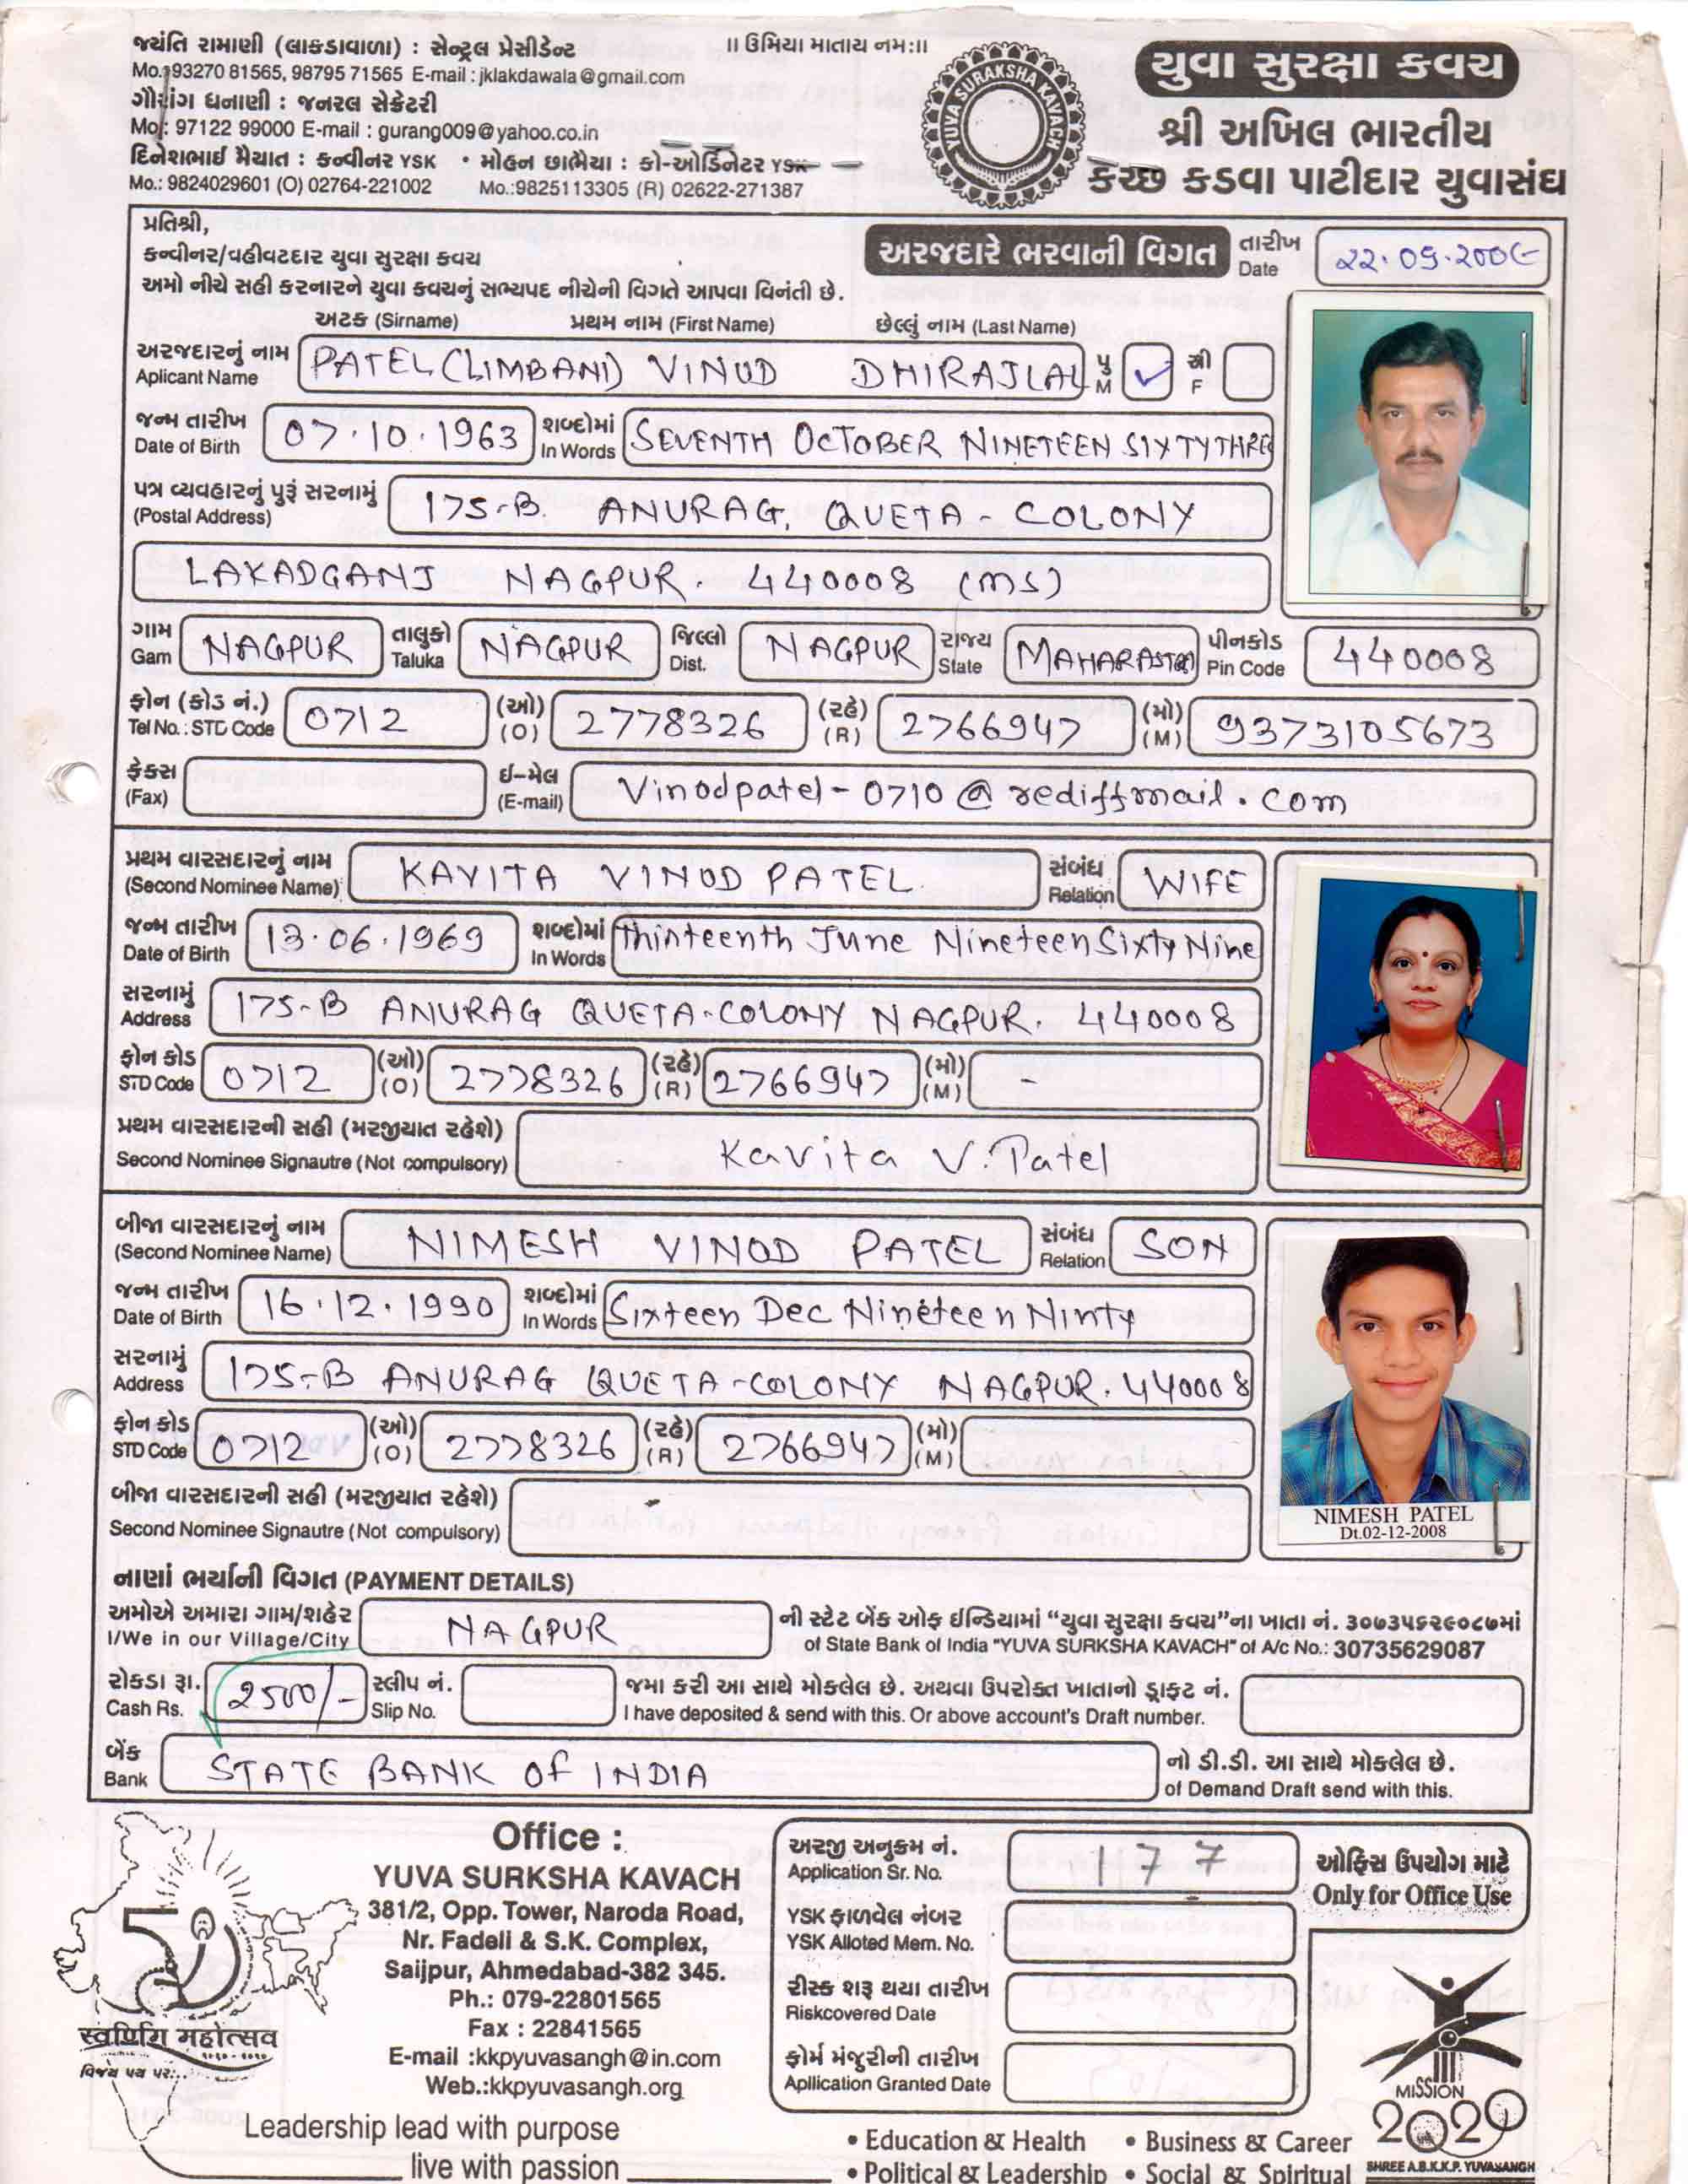 જયંતિ રામાણી (લાકડાવાળા) : સેન્ટ્રલ પ્રેસીડેન્ટ
Mo.:93270 81565, 98795 71565 E-mail : jklakdawala@gmail.com
ગૌરાંગ ધનાણી : જનરલ સેક્રેટરી
Mo.: 97122 99000 E-mail : gurang009@yahoo.co.in
દિનેશભાઈ મૈયાત : કન્વીનર YSK • મોહન છાભૈયા : કો-ઓર્ડિનેટર YSK
Mo.: 9824029601 (O) 02764-221002 Mo.:9825113305 (R) 02622-271387
॥ ઉમિયા માતાય નમ:॥
YUVA SURAKSHA KAVACH
યુવા સુરક્ષા કવચ
શ્રી અખિલ ભારતીય
કચ્છ કડવા પાટીદાર યુવાસંઘ
પ્રતિશ્રી,
કન્વીનર/વહીવટદાર યુવા સુરક્ષા કવચ
અમો નીચે સહી કરનારને યુવા કવચનું સભ્યપદ નીચેની વિગતે આપવા વિનંતી છે.
અરજદારે ભરવાની વિગત તારીખ Date 22.09.200
અટક (Sirname) પ્રથમ નામ (First Name) છેલ્લું નામ (Last Name)
અરજદારનું નામ Aplicant Name PATEL (LIMBANI) VINOD DHIRAJLAL પુ M ✓ સ્ત્રી F
જન્મ તારીખ Date of Birth 07.10.1963 શબ્દોમાં In Words SEVENTH OCTOBER NINETEEN SIXTYTHREE
પત્ર વ્યવહારનું પુરૂં સરનામું (Postal Address) 175-B. ANURAG, QUETA - COLONY
LAKADGANJ NAGPUR. 440008 (MS)
ગામ Gam NAGPUR તાલુકો Taluka NAGPUR જિલ્લો Dist. NAGPUR રાજ્ય State MAHARASTRA પીનકોડ Pin Code 440008
ફોન (કોડ નં.) Tel No. : STD Code 0712 (ઓ) (O) 2778326 (રહે) (R) 2766947 (મો) (M) 9373105673
ફેક્સ (Fax) ઈ-મેલ (E-mail) Vinodpatel-0710@rediffmail.com
પ્રથમ વારસદારનું નામ (Second Nominee Name) KAVITA VINOD PATEL સંબંધ Relation WIFE
જન્મ તારીખ Date of Birth 13.06.1969 શબ્દોમાં In Words Thinteenth June Nineteen Sixty Nine
સરનામું Address 175-B ANURAG QUETA-COLONY NAGPUR. 440008
ફોન કોડ STD Code 0712 (ઓ) (O) 2778326 (રહે) (R) 2766947 (મો) (M) -
પ્રથમ વારસદારની સહી (મરજીયાત રહેશે)
Second Nominee Signautre (Not compulsory) Kavita V. Patel
બીજા વારસદારનું નામ (Second Nominee Name) NIMESH VINOD PATEL સંબંધ Relation SON
જન્મ તારીખ Date of Birth 16.12.1990 શબ્દોમાં In Words Sixteen Dec Nineteen Ninty
સરનામું Address 175-B ANURAG QUETA-COLONY NAGPUR. 440008
ફોન કોડ STD Code 0712 (ઓ) (O) 2778326 (રહે) (R) 2766947 (મો) (M)
બીજા વારસદારની સહી (મરજીયાત રહેશે)
Second Nominee Signautre (Not compulsory)
NIMESH PATEL
Dt.02-12-2008
નાણાં ભર્યાની વિગત (PAYMENT DETAILS)
અમોએ અમારા ગામ/શહેર NAGPUR ની સ્ટેટ બેંક ઓફ ઈન્ડિયામાં “યુવા સુરક્ષા કવચ”ના ખાતા નં. ૩૦૭૩૫૬૨૯૦૮૭માં
I/We in our Village/City of State Bank of India "YUVA SURKSHA KAVACH" of A/c No.: 30735629087
રોકડા રૂા. 2500/- સ્લીપ નં. જમા કરી આ સાથે મોકલેલ છે. અથવા ઉપરોક્ત ખાતાનો ડ્રાફ્ટ નં.
Cash Rs. Slip No. I have deposited & send with this. Or above account's Draft number.
બેંક STATE BANK OF INDIA નો ડી.ડી. આ સાથે મોકલેલ છે.
Bank of Demand Draft send with this.
Office :
YUVA SURKSHA KAVACH
381/2, Opp. Tower, Naroda Road,
Nr. Fadeli & S.K. Complex,
Saijpur, Ahmedabad-382 345.
Ph.: 079-22801565
Fax : 22841565
E-mail :kkpyuvasangh@in.com
Web.:kkpyuvasangh.org
અરજી અનુક્રમ નં. 177 ઓફિસ ઉપયોગ માટે
Application Sr. No. Only for Office Use
YSK ફાળવેલ નંબર
YSK Alloted Mem. No.
રીસ્ક શરૂ થયા તારીખ
Riskcovered Date
ફોર્મ મંજુરીની તારીખ
Apllication Granted Date
50
महोत्सव
વિજય પથ પર...
Leadership lead with purpose
live with passion
• Education & Health • Business & Career
• Political & Leadership • Social & Spiritual
MISSION
2020
SHREE A.B.K.K.P. YUVASANGH